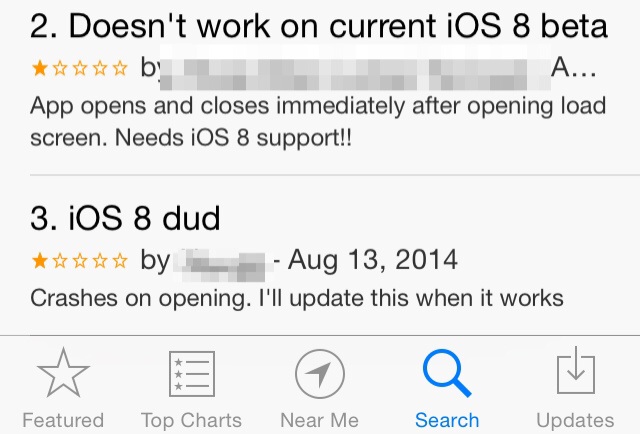 2. Doesn't work on current iOS 8 beta
by A...
App opens and closes immediately after opening load
screen. Needs iOS 8 support!!
3. iOS 8 dud
by - Aug 13, 2014
Crashes on opening. I'll update this when it works
Featured Top Charts Near Me Search Updates